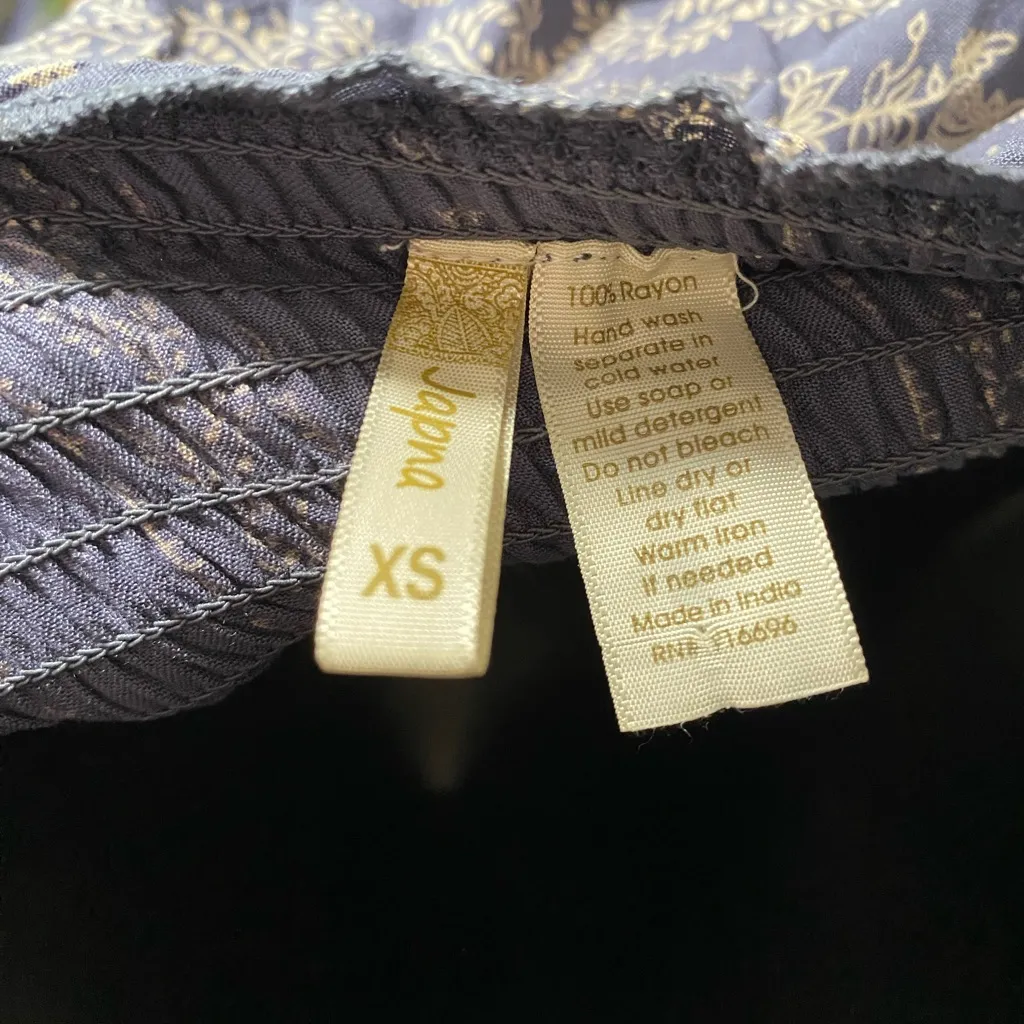 Japna
XS
100% Rayon
Hand wash
separate in
cold water
Use soap or
mild detergent
Do not bleach
Line dry or
dry flat
Warm Iron
If needed
Made in India
RN# 116696